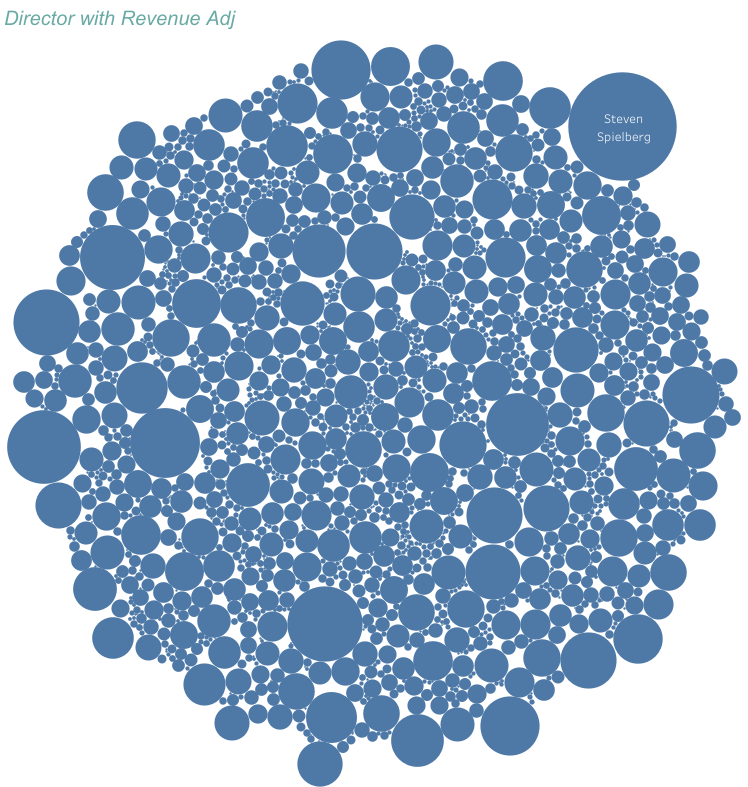 Director with Revenue Adj
Steven
Spielberg